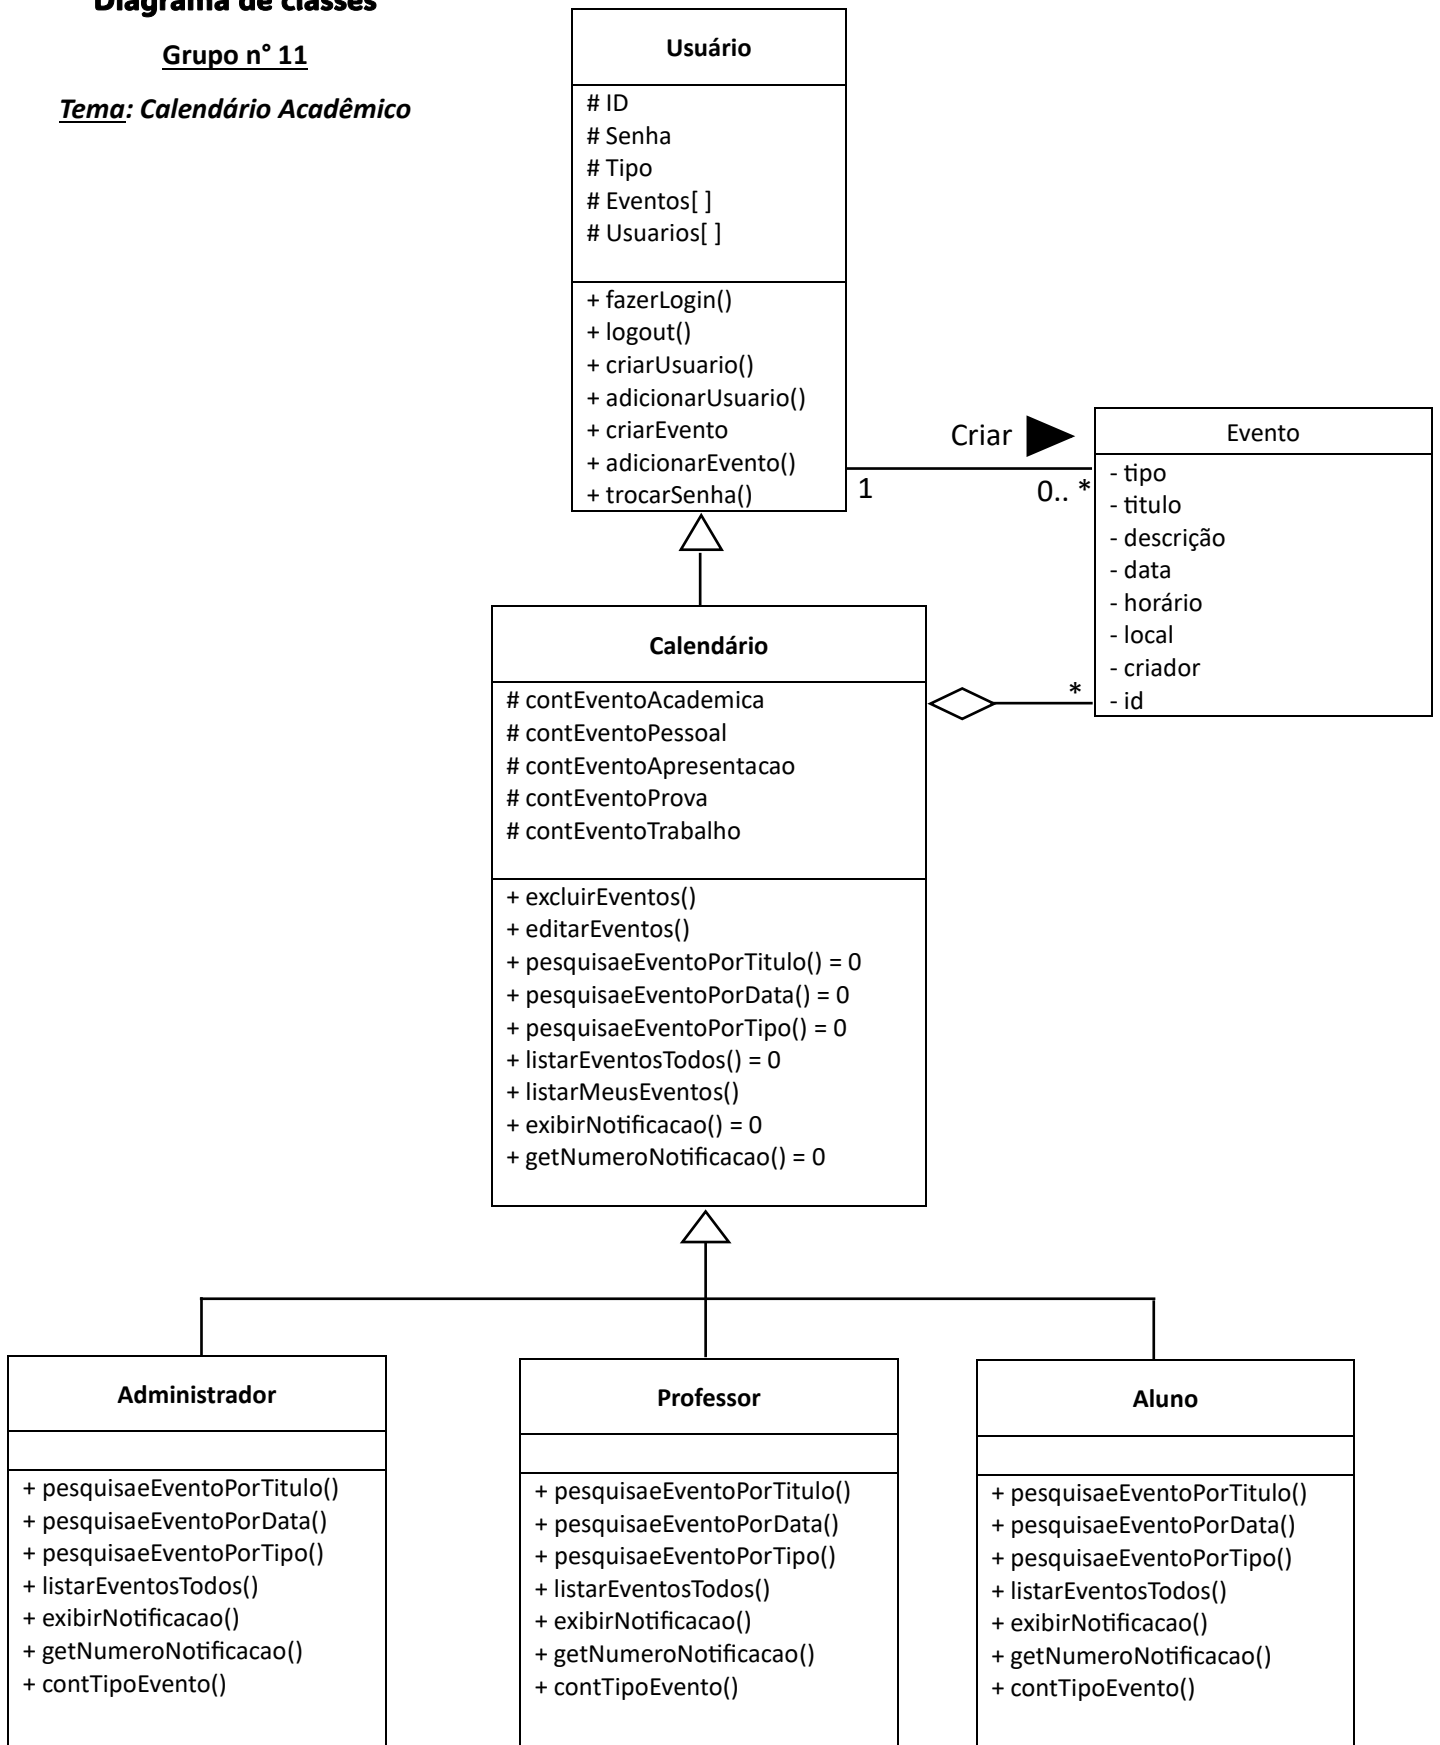 Diagrama de classes
Grupo n° 11
Tema: Calendário Acadêmico
Usuário
# ID
# Senha
# Tipo
# Eventos[ ]
# Usuarios[ ]
+ fazerLogin()
+ logout()
+ criarUsuario()
+ adicionarUsuario()
+ criarEvento
+ adicionarEvento()
+ trocarSenha()
Criar
1
0.. *
Evento
- tipo
- titulo
- descrição
- data
- horário
- local
- criador
- id
*
Calendário
# contEventoAcademica
# contEventoPessoal
# contEventoApresentacao
# contEventoProva
# contEventoTrabalho
+ excluirEventos()
+ editarEventos()
+ pesquisaeEventoPorTitulo() = 0
+ pesquisaeEventoPorData() = 0
+ pesquisaeEventoPorTipo() = 0
+ listarEventosTodos() = 0
+ listarMeusEventos()
+ exibirNotificacao() = 0
+ getNumeroNotificacao() = 0
Administrador
+ pesquisaeEventoPorTitulo()
+ pesquisaeEventoPorData()
+ pesquisaeEventoPorTipo()
+ listarEventosTodos()
+ exibirNotificacao()
+ getNumeroNotificacao()
+ contTipoEvento()
Professor
+ pesquisaeEventoPorTitulo()
+ pesquisaeEventoPorData()
+ pesquisaeEventoPorTipo()
+ listarEventosTodos()
+ exibirNotificacao()
+ getNumeroNotificacao()
+ contTipoEvento()
Aluno
+ pesquisaeEventoPorTitulo()
+ pesquisaeEventoPorData()
+ pesquisaeEventoPorTipo()
+ listarEventosTodos()
+ exibirNotificacao()
+ getNumeroNotificacao()
+ contTipoEvento()